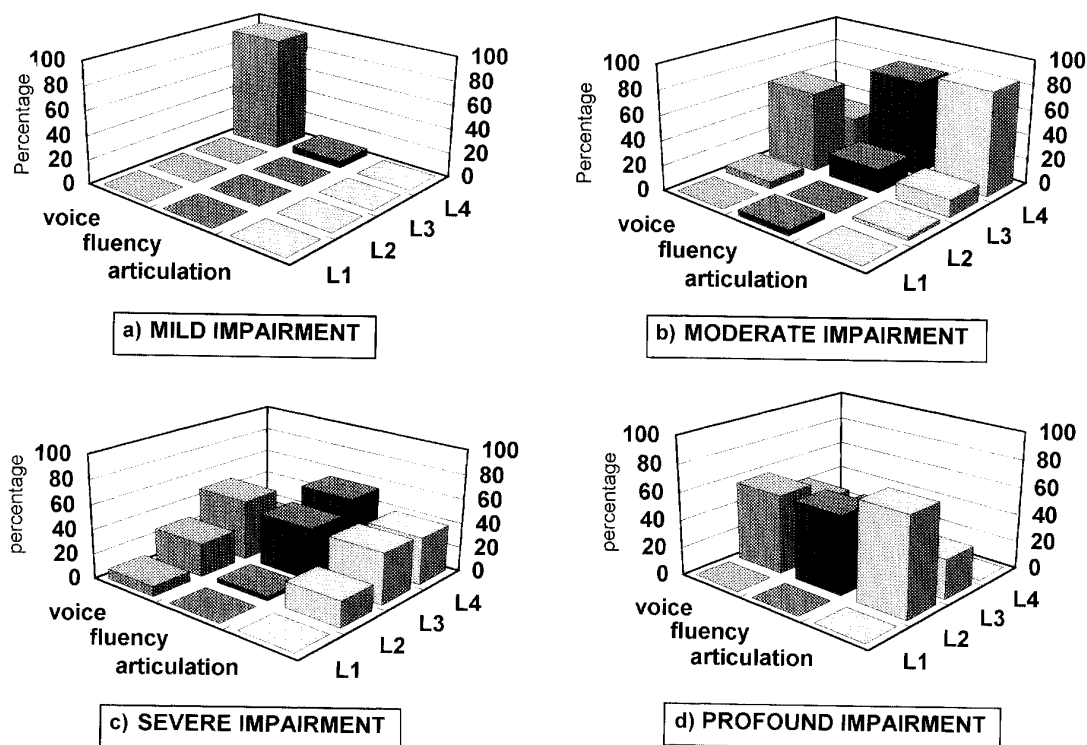 Percentage
100
80
60
40
20
0
100
80
60
40
20
0
voice
fluency
articulation
L1
L2
L3
L4
a) MILD IMPAIRMENT
Percentage
100
80
60
40
20
0
100
80
60
40
20
0
voice
fluency
articulation
L1
L2
L3
L4
b) MODERATE IMPAIRMENT
percentage
100
80
60
40
20
0
100
80
60
40
20
0
voice
fluency
articulation
L1
L2
L3
L4
c) SEVERE IMPAIRMENT
percentage
100
80
60
40
20
0
100
80
60
40
20
0
voice
fluency
articulation
L1
L2
L3
L4
d) PROFOUND IMPAIRMENT